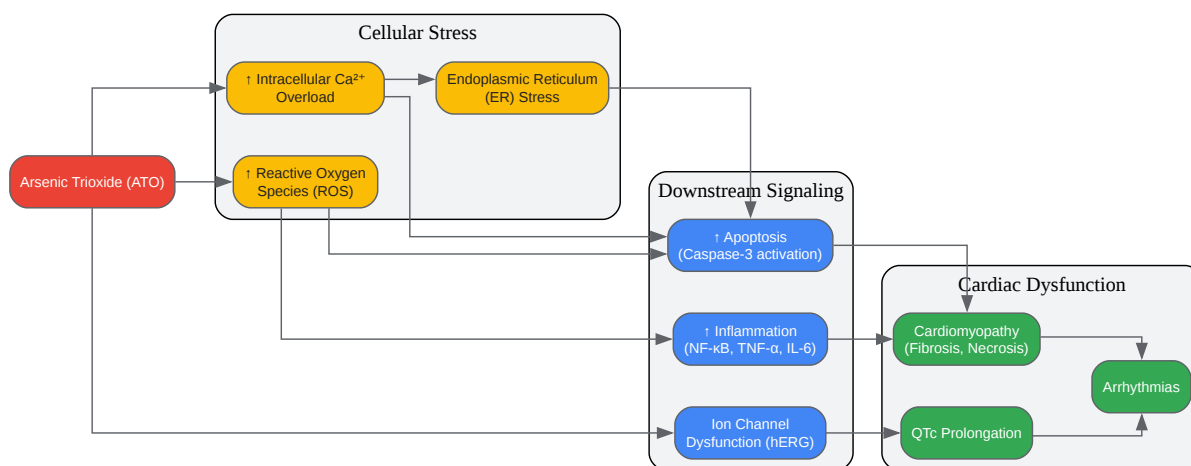 Cellular Stress
↑ Intracellular Ca²⁺
Overload
Endoplasmic Reticulum
(ER) Stress
Arsenic Trioxide (ATO)
↑ Reactive Oxygen
Species (ROS)
Downstream Signaling
↑ Apoptosis
(Caspase-3 activation)
↑ Inflammation
(NF-κB, TNF-α, IL-6)
Ion Channel
Dysfunction (hERG)
Cardiac Dysfunction
Cardiomyopathy
(Fibrosis, Necrosis)
Arrhythmias
QTc Prolongation